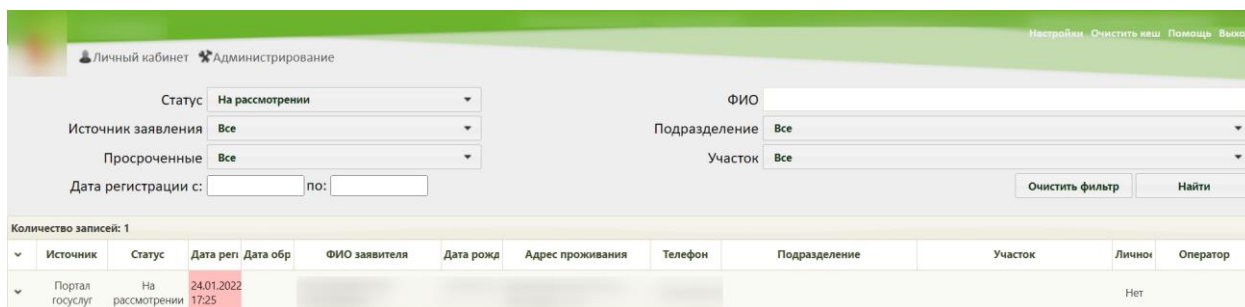 Настройки Очистить кеш Помощь Выхо
Личный кабинет Администрирование
Статус На рассмотрении ФИО
Источник заявления Все Подразделение Все
Просроченные Все Участок Все
Дата регистрации с: по: Очистить фильтр Найти
Количество записей: 1
Источник Статус Дата реги Дата обр ФИО заявителя Дата рожд Адрес проживания Телефон Подразделение Участок Лично Оператор
Портал На 24.01.2022
госуслуг рассмотрении 17:25 Нет